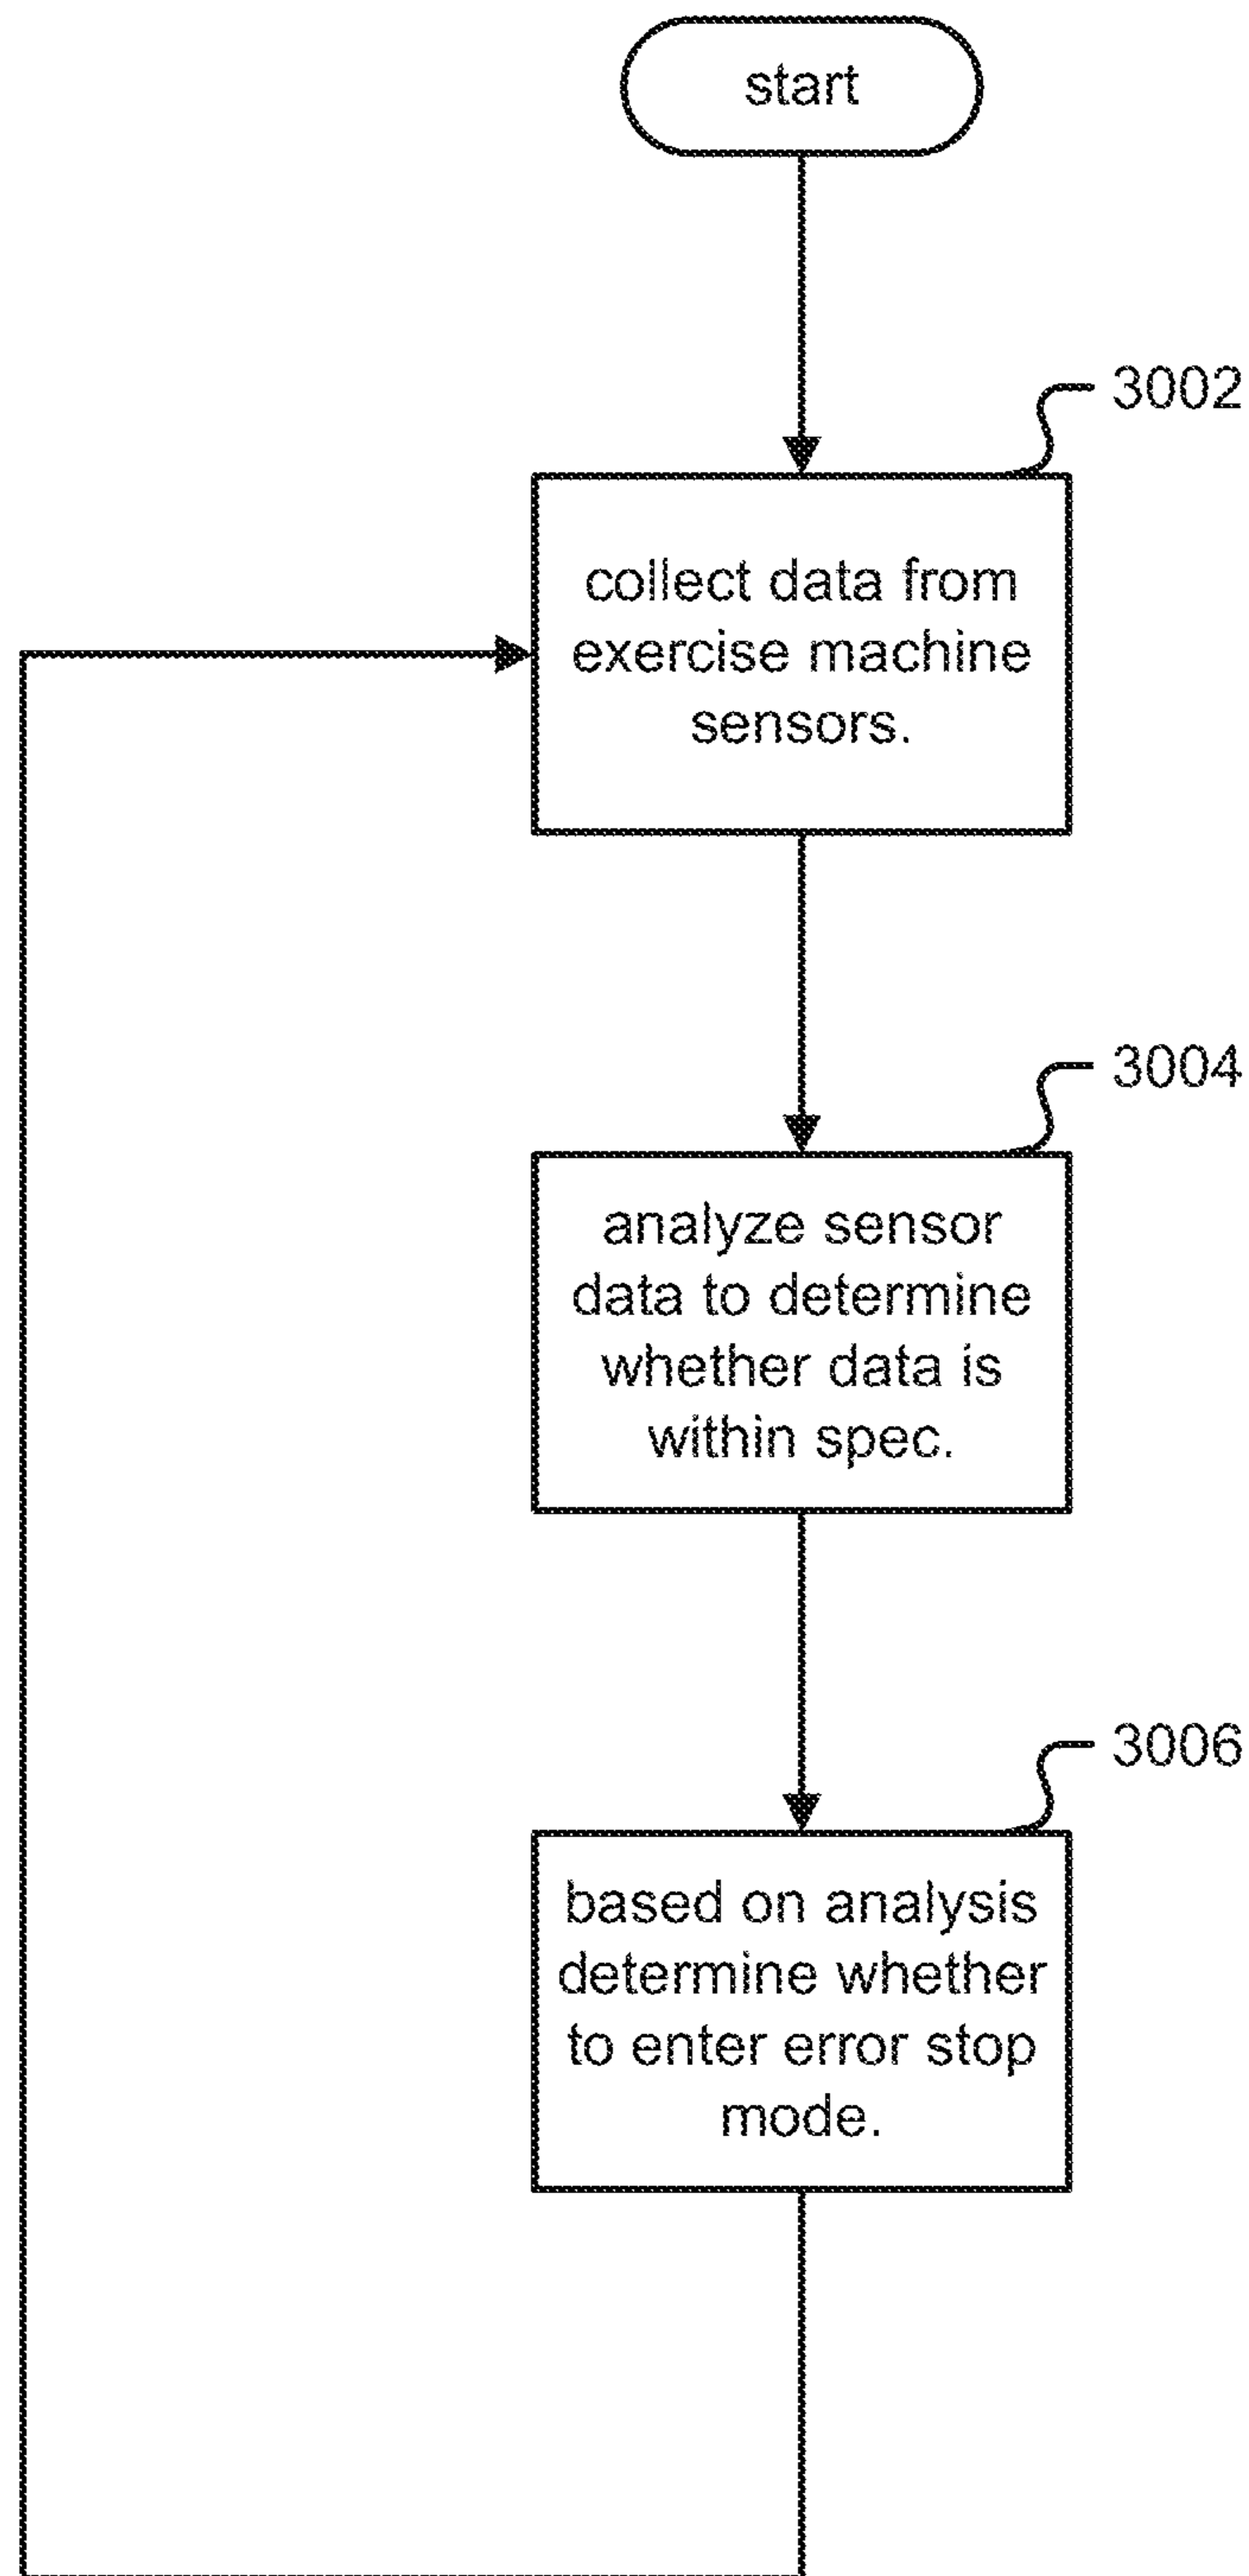 start
3002
collect data from
exercise machine
sensors.
3004
analyze sensor
data to determine
whether data is
within spec.
3006
based on analysis
determine whether
to enter error stop
mode.